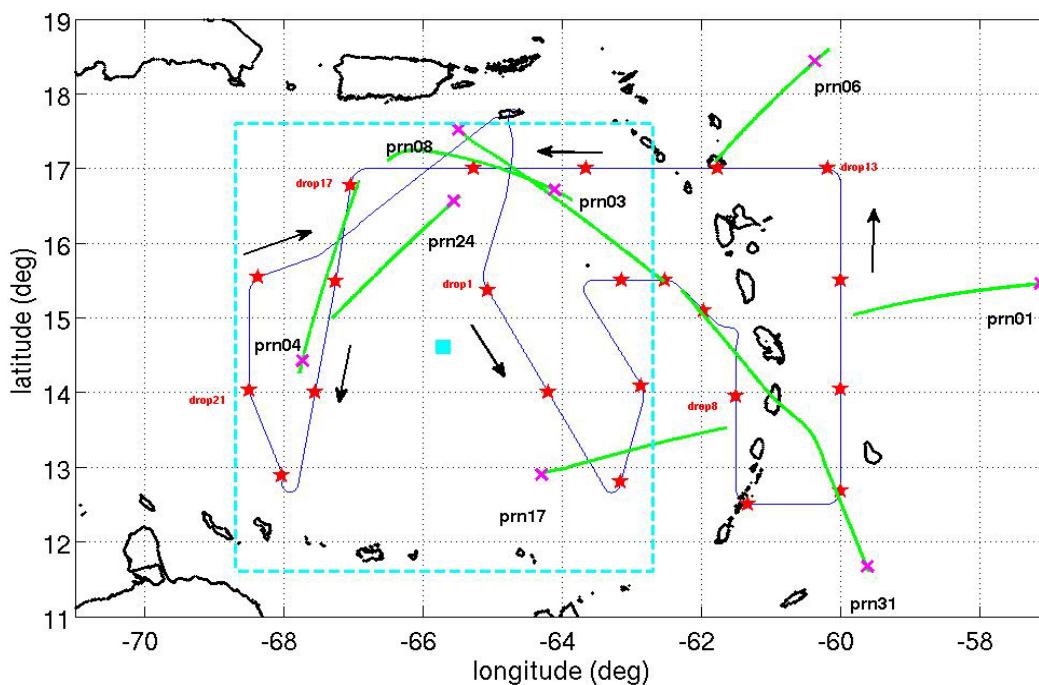 19
18
17
16
15
14
13
12
11
latitude (deg)
prn06
prn08
drop17
drop13
prn03
prn24
drop1
prn01
prn04
drop21
drop8
prn17
prn31
-70
-68
-66
-64
-62
-60
-58
longitude (deg)